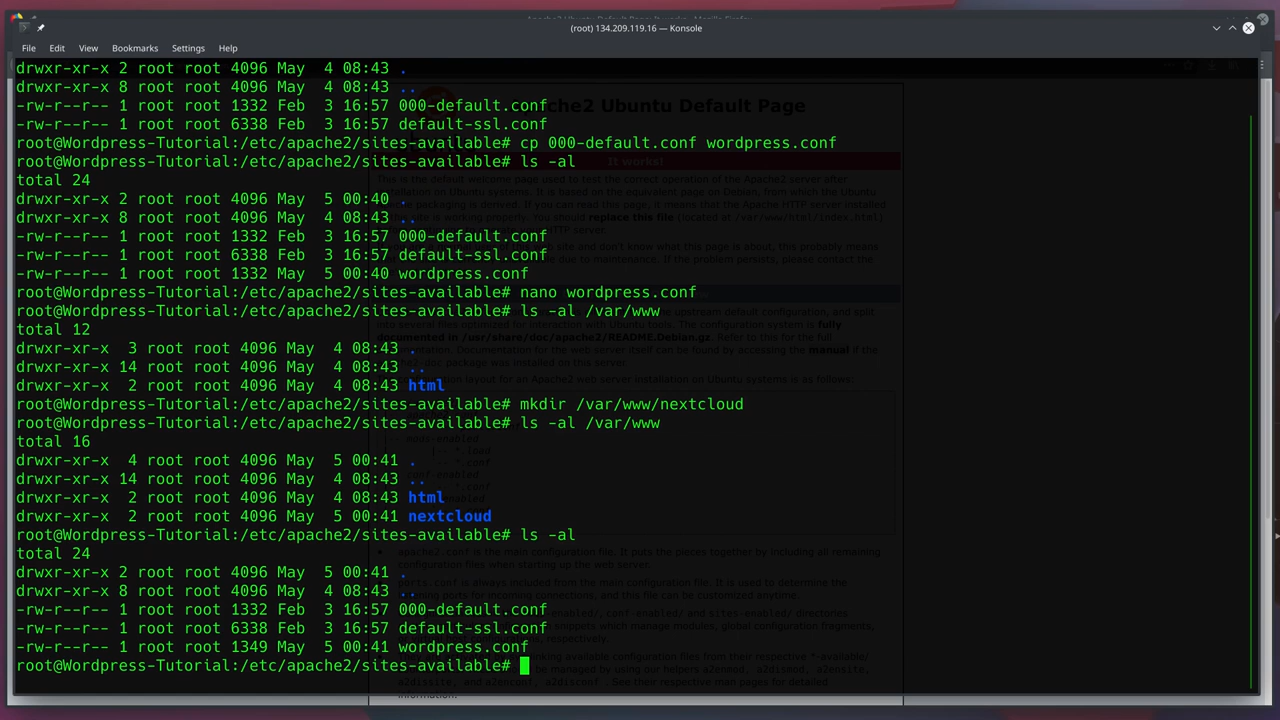 Apache2 Ubuntu Default Page: It works — Mozilla Firefox
(root) 134.209.119.16 — Konsole
File Edit View Bookmarks Settings Help
drwxr-xr-x 2 root root 4096 May  4 08:43 .
drwxr-xr-x 8 root root 4096 May  4 08:43 ..
-rw-r--r-- 1 root root 1332 Feb  3 16:57 000-default.conf
-rw-r--r-- 1 root root 6338 Feb  3 16:57 default-ssl.conf
root@Wordpress-Tutorial:/etc/apache2/sites-available# cp 000-default.conf wordpress.conf
root@Wordpress-Tutorial:/etc/apache2/sites-available# ls -al
total 24
drwxr-xr-x 2 root root 4096 May  5 00:40 .
drwxr-xr-x 8 root root 4096 May  4 08:43 ..
-rw-r--r-- 1 root root 1332 Feb  3 16:57 000-default.conf
-rw-r--r-- 1 root root 6338 Feb  3 16:57 default-ssl.conf
-rw-r--r-- 1 root root 1332 May  5 00:40 wordpress.conf
root@Wordpress-Tutorial:/etc/apache2/sites-available# nano wordpress.conf
root@Wordpress-Tutorial:/etc/apache2/sites-available# ls -al /var/www
total 12
drwxr-xr-x  3 root root 4096 May  4 08:43 .
drwxr-xr-x 14 root root 4096 May  4 08:43 ..
drwxr-xr-x  2 root root 4096 May  4 08:43 html
root@Wordpress-Tutorial:/etc/apache2/sites-available# mkdir /var/www/nextcloud
root@Wordpress-Tutorial:/etc/apache2/sites-available# ls -al /var/www
total 16
drwxr-xr-x  4 root root 4096 May  5 00:41 .
drwxr-xr-x 14 root root 4096 May  4 08:43 ..
drwxr-xr-x  2 root root 4096 May  4 08:43 html
drwxr-xr-x  2 root root 4096 May  5 00:41 nextcloud
root@Wordpress-Tutorial:/etc/apache2/sites-available# ls -al
total 24
drwxr-xr-x 2 root root 4096 May  5 00:41 .
drwxr-xr-x 8 root root 4096 May  4 08:43 ..
-rw-r--r-- 1 root root 1332 Feb  3 16:57 000-default.conf
-rw-r--r-- 1 root root 6338 Feb  3 16:57 default-ssl.conf
-rw-r--r-- 1 root root 1349 May  5 00:41 wordpress.conf
root@Wordpress-Tutorial:/etc/apache2/sites-available#
Ubuntu Default Page
It works!